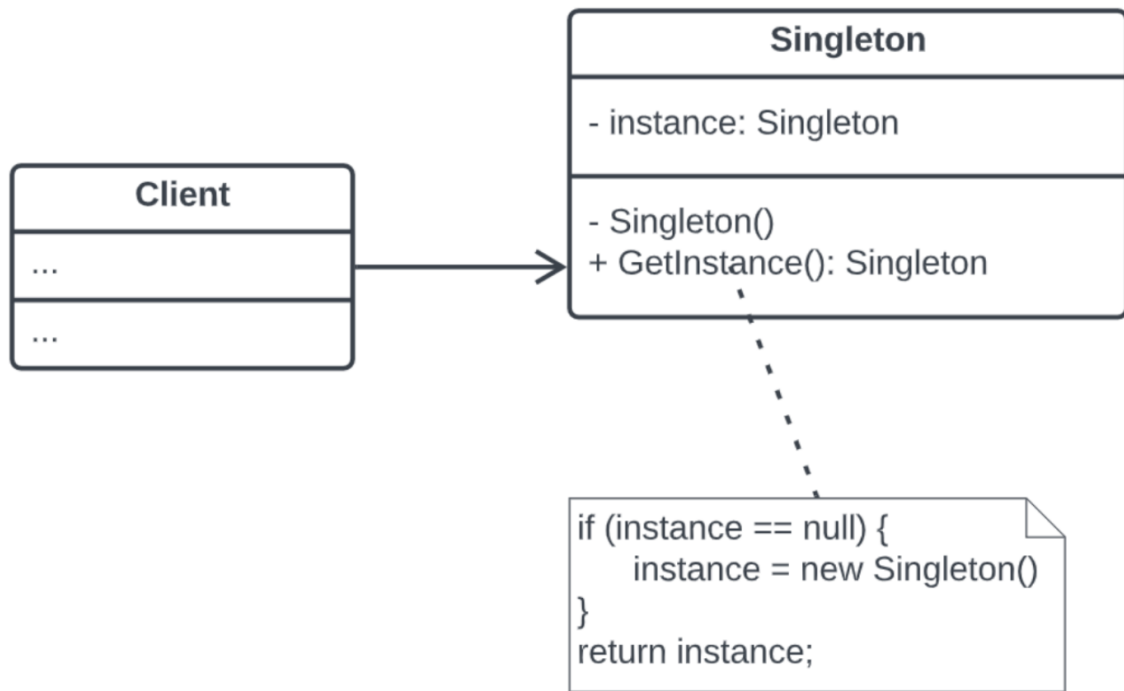 Singleton
- instance: Singleton
- Singleton()
+ GetInstance(): Singleton
Client
...
...
if (instance == null) {
instance = new Singleton()
}
return instance;